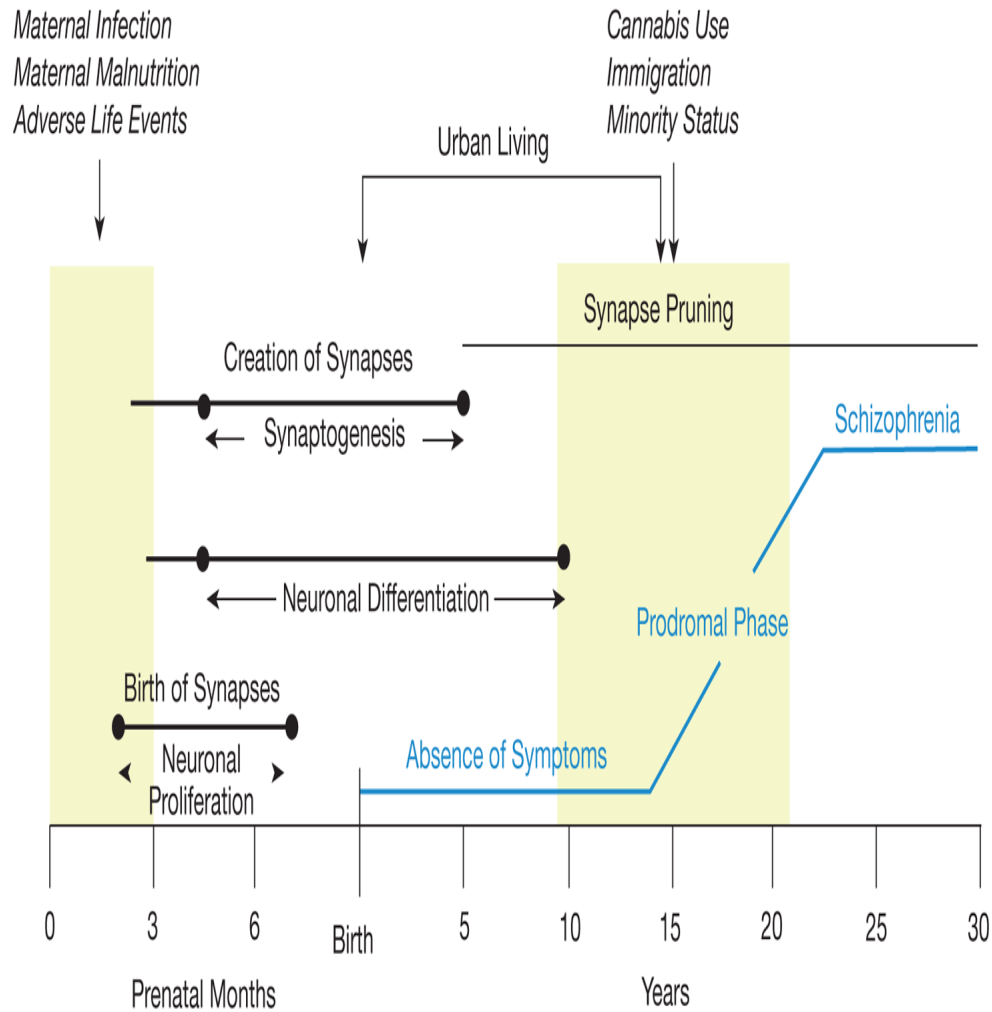 Maternal Infection
Maternal Malnutrition
Adverse Life Events
Cannabis Use
Immigration
Minority Status
Urban Living
Synapse Pruning
Creation of Synapses
Synaptogenesis
Schizophrenia
Neuronal Differentiation
Prodromal Phase
Birth of Synapses
Neuronal
Proliferation
Absence of Symptoms
0 3 6 Birth 5 10 15 20 25 30
Prenatal Months Years